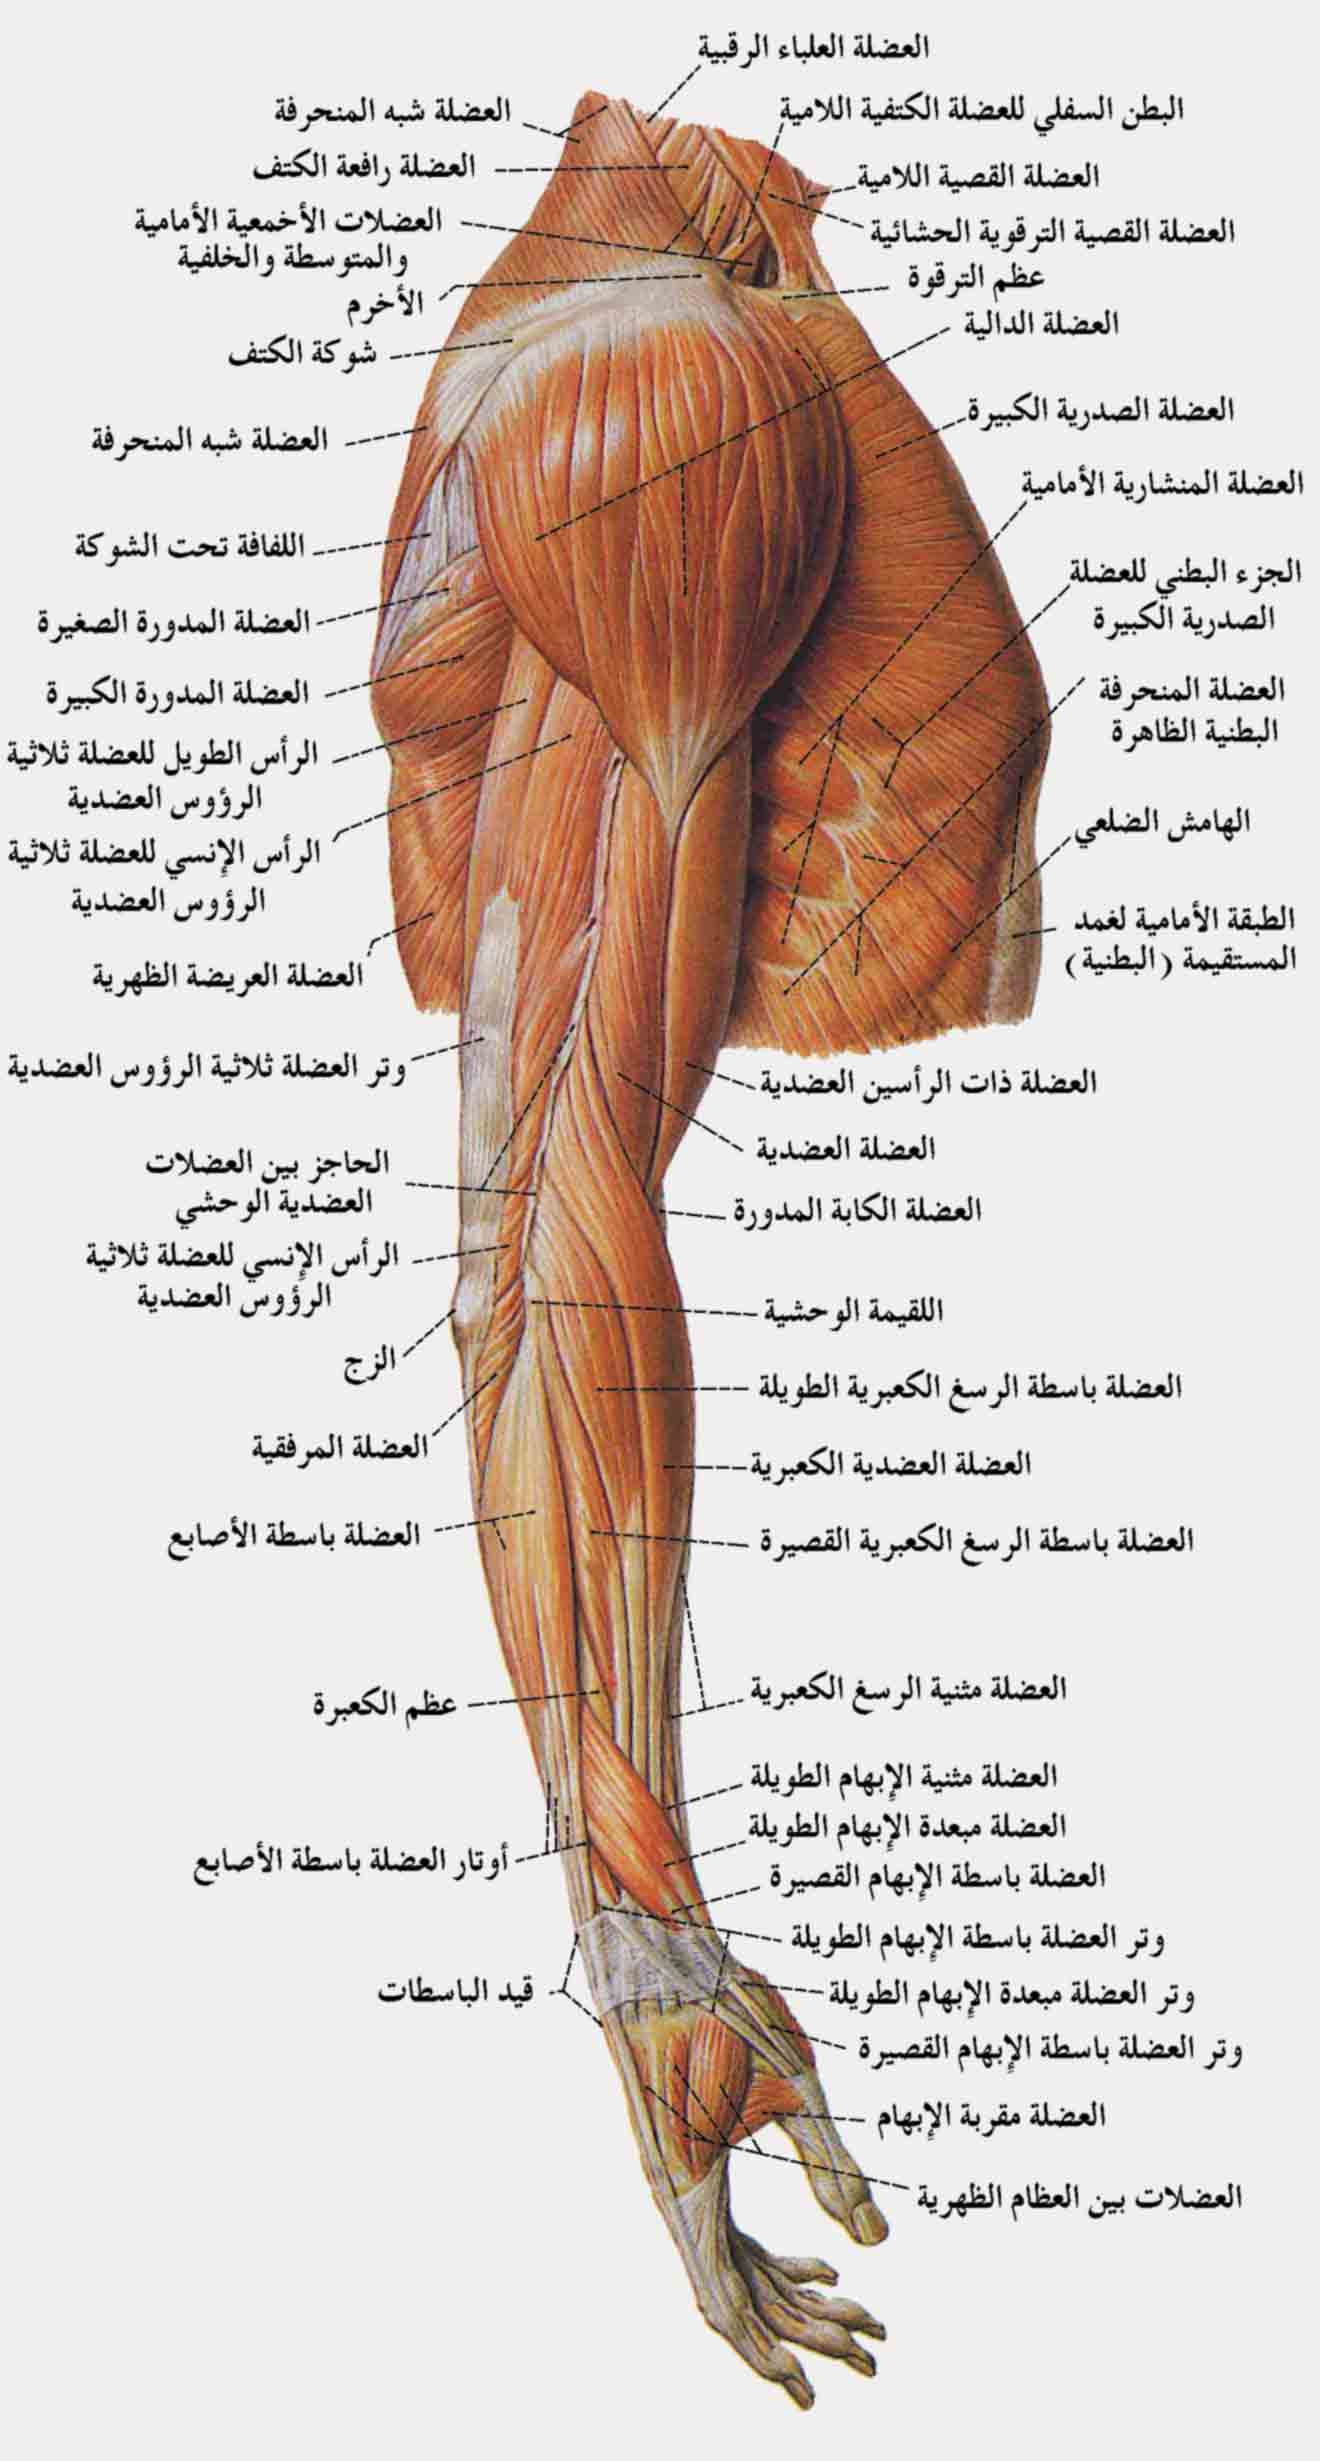 العضلة العلباء الرقبية
البطن السفلي للعضلة الكتفية اللامية
العضلة شبه المنحرفة
العضلة رافعة الكتف
العضلة القصية اللامية
العضلات الأخمعية الأمامية
والمتوسطة والخلفية
العضلة القصية الترقوية الحشائية
عظم الترقوة
الأخرم
العضلة الدالية
شوكة الكتف
العضلة الصدرية الكبيرة
العضلة شبه المنحرفة
العضلة المنشارية الأمامية
اللفافة تحت الشوكة
الجزء البطني للعضلة
الصدرية الكبيرة
العضلة المدورة الصغيرة
العضلة المدورة الكبيرة
العضلة المنحرفة
البطنية الظاهرة
الرأس الطويل للعضلة ثلاثية
الرؤوس العضدية
الهامش الضلعي
الرأس الإنسي للعضلة ثلاثية
الرؤوس العضدية
الطبقة الأمامية لغمد
المستقيمة (البطنية)
العضلة العريضة الظهرية
وتر العضلة ثلاثية الرؤوس العضدية
العضلة ذات الرأسين العضدية
العضلة العضدية
الحاجز بين العضلات
العضدية الوحشي
العضلة الكابة المدورة
الرأس الإنسي للعضلة ثلاثية
الرؤوس العضدية
اللقيمة الوحشية
الزج
العضلة باسطة الرسغ الكعبرية الطويلة
العضلة المرفقية
العضلة العضدية الكعبرية
العضلة باسطة الأصابع
العضلة باسطة الرسغ الكعبرية القصيرة
العضلة مثنية الرسغ الكعبرية
عظم الكعبرة
العضلة مثنية الإبهام الطويلة
العضلة مبعدة الإبهام الطويلة
أوتار العضلة باسطة الأصابع
العضلة باسطة الإبهام القصيرة
وتر العضلة باسطة الإبهام الطويلة
قيد الباسطات
وتر العضلة مبعدة الإبهام الطويلة
وتر العضلة باسطة الإبهام القصيرة
العضلة مقربة الإبهام
العضلات بين العظام الظهرية